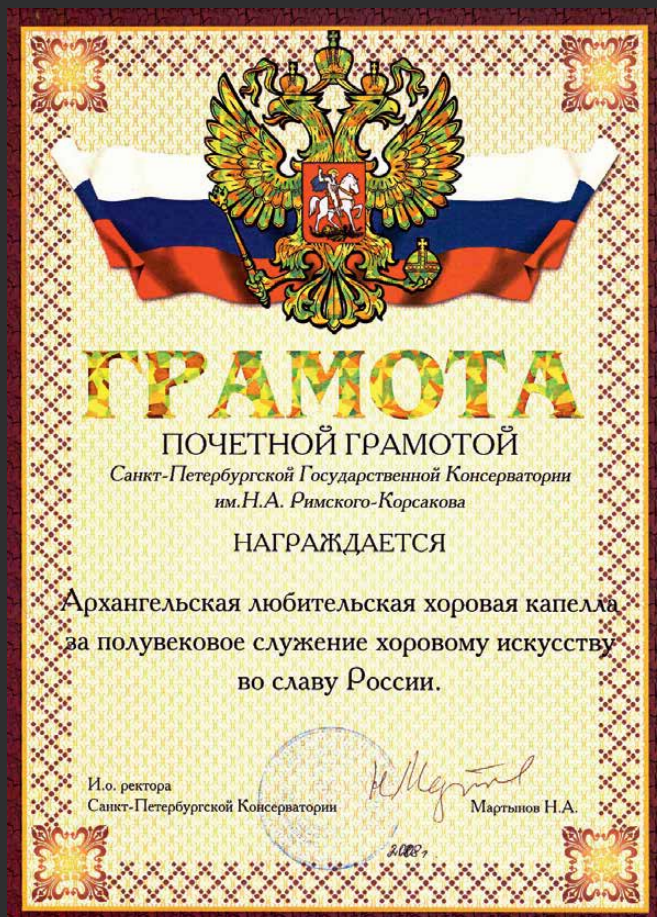 ГРАМОТА
ПОЧЕТНОЙ ГРАМОТОЙ
Санкт-Петербургской Государственной Консерватории
им.Н.А. Римского-Корсакова
НАГРАЖДАЕТСЯ
Архангельская любительская хоровая капелла
за полувековое служение хоровому искусству
во славу России.
И.о. ректора
Санкт-Петербургской Консерватории
Мартынов Н.А.